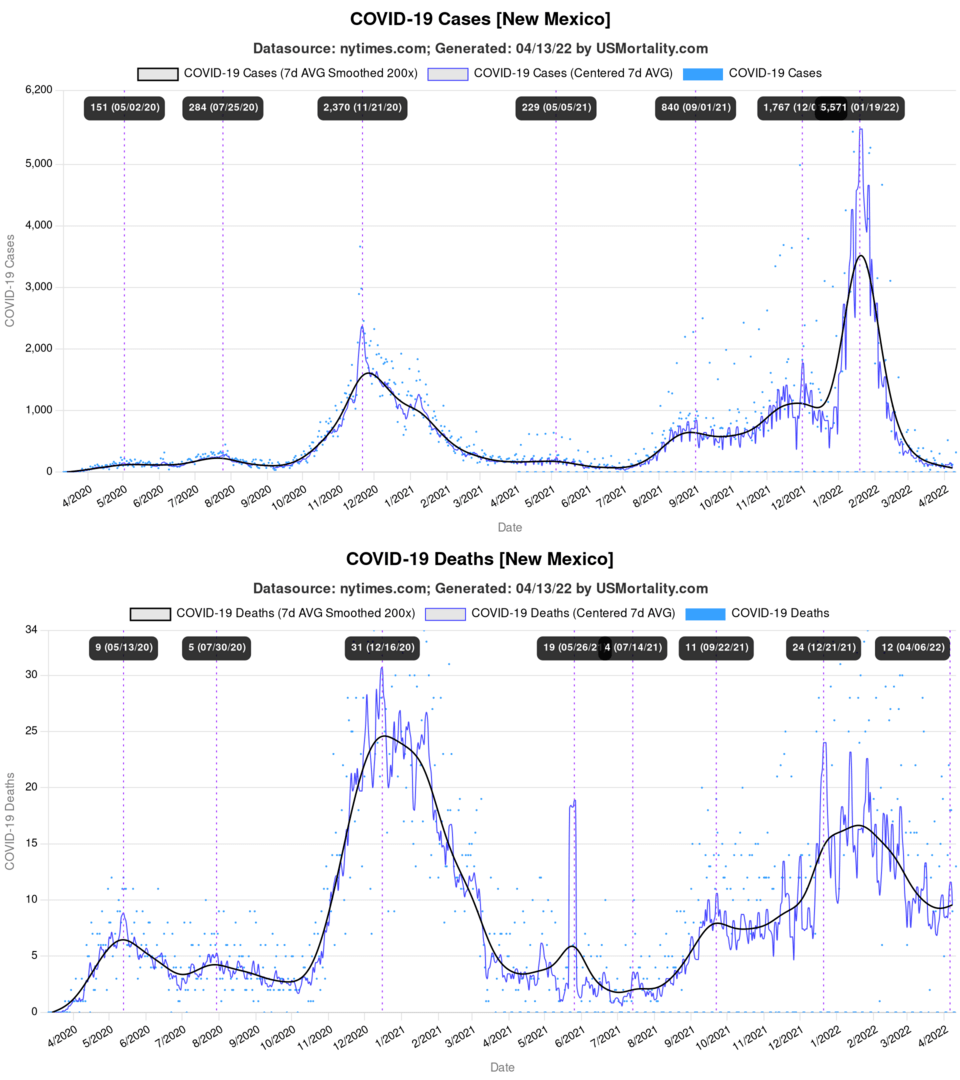 COVID-19 Cases [New Mexico]
Datasource: nytimes.com; Generated: 04/13/22 by USMortality.com
COVID-19 Cases (7d AVG Smoothed 200x) COVID-19 Cases (Centered 7d AVG) COVID-19 Cases
6,200
151 (05/02/20) 284 (07/25/20) 2,370 (11/21/20) 229 (05/05/21) 840 (09/01/21) 1,767 (12/0 5,571 (01/19/22)
5,000
4,000
3,000
2,000
1,000
0
COVID-19 Cases
4/2020 5/2020 6/2020 7/2020 8/2020 9/2020 10/2020 11/2020 12/2020 1/2021 2/2021 3/2021 4/2021 5/2021 6/2021 7/2021 8/2021 9/2021 10/2021 11/2021 12/2021 1/2022 2/2022 3/2022 4/2022
Date
COVID-19 Deaths [New Mexico]
Datasource: nytimes.com; Generated: 04/13/22 by USMortality.com
COVID-19 Deaths (7d AVG Smoothed 200x) COVID-19 Deaths (Centered 7d AVG) COVID-19 Deaths
34
9 (05/13/20) 5 (07/30/20) 31 (12/16/20) 19 (05/26/2 4 (07/14/21) 11 (09/22/21) 24 (12/21/21) 12 (04/06/22)
30
25
20
15
10
5
0
COVID-19 Deaths
4/2020 5/2020 6/2020 7/2020 8/2020 9/2020 10/2020 11/2020 12/2020 1/2021 2/2021 3/2021 4/2021 5/2021 6/2021 7/2021 8/2021 9/2021 10/2021 11/2021 12/2021 1/2022 2/2022 3/2022 4/2022
Date